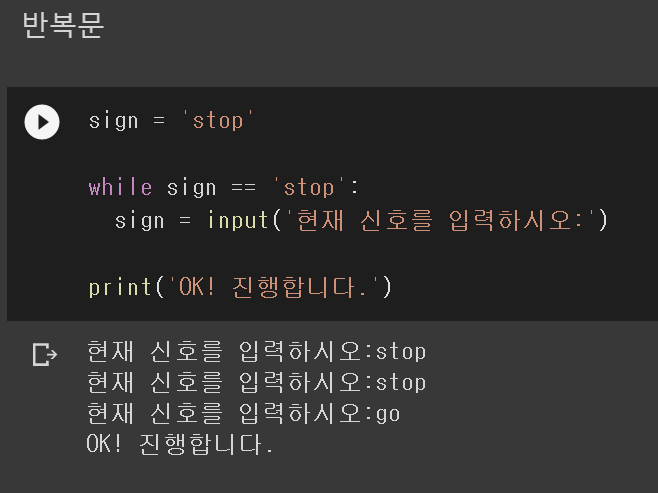 반복문
sign = 'stop'
while sign == 'stop':
  sign = input('현재 신호를 입력하시오:')
print('OK! 진행합니다.')
현재 신호를 입력하시오:stop
현재 신호를 입력하시오:stop
현재 신호를 입력하시오:go
OK! 진행합니다.